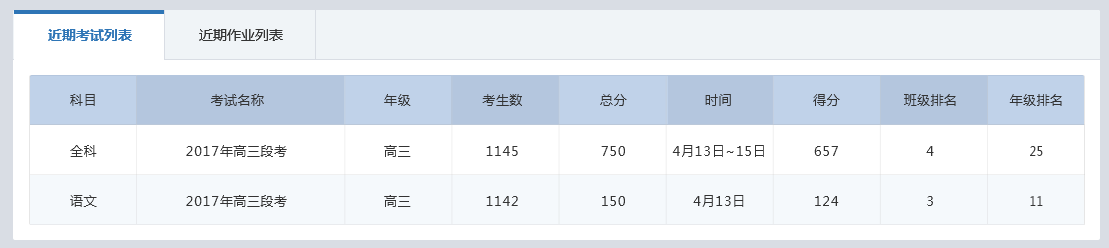 近期考试列表 近期作业列表
科目 考试名称 年级 考生数 总分 时间 得分 班级排名 年级排名
全科 2017年高三段考 高三 1145 750 4月13日~15日 657 4 25
语文 2017年高三段考 高三 1142 150 4月13日 124 3 11